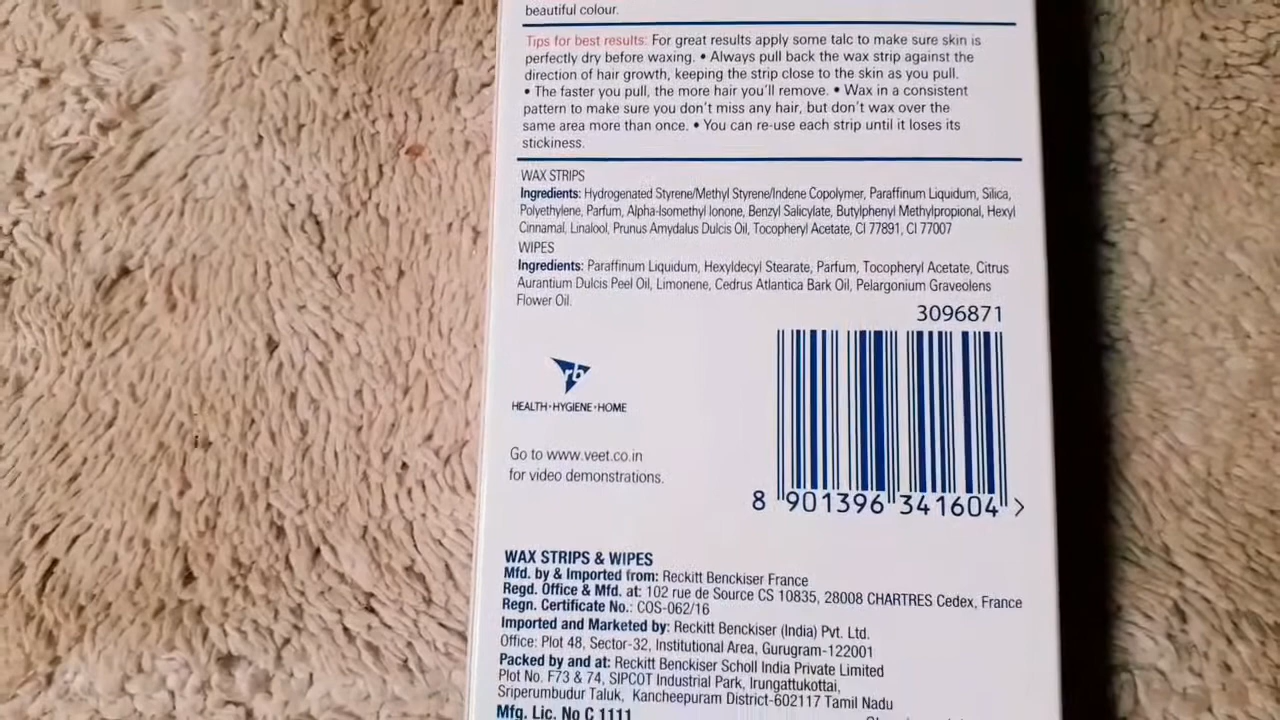 beautiful colour.
Tips for best results: For great results apply some talc to make sure skin is
perfectly dry before waxing. • Always pull back the wax strip against the
direction of hair growth, keeping the strip close to the skin as you pull.
• The faster you pull, the more hair you'll remove. • Wax in a consistent
pattern to make sure you don't miss any hair, but don't wax over the
same area more than once. • You can re-use each strip until it loses its
stickiness.
WAX STRIPS
Ingredients: Hydrogenated Styrene/Methyl Styrene/Indene Copolymer, Paraffinum Liquidum, Silica,
Polyethylene, Parfum, Alpha-Isomethyl Ionone, Benzyl Salicylate, Butylphenyl Methylpropional, Hexyl
Cinnamal, Linalool, Prunus Amydalus Dulcis Oil, Tocopheryl Acetate, CI 77891, CI 77007
WIPES
Ingredients: Paraffinum Liquidum, Hexyldecyl Stearate, Parfum, Tocopheryl Acetate, Citrus
Aurantium Dulcis Peel Oil, Limonene, Cedrus Atlantica Bark Oil, Pelargonium Graveolens
Flower Oil.
3096871
rb
HEALTH•HYGIENE•HOME
Go to www.veet.co.in
for video demonstrations.
8 901396 341604 >
WAX STRIPS & WIPES
Mfd. by & Imported from: Reckitt Benckiser France
Regd. Office & Mfd. at: 102 rue de Source CS 10835, 28008 CHARTRES Cedex, France
Regn. Certificate No.: COS-062/16
Imported and Marketed by: Reckitt Benckiser (India) Pvt. Ltd.
Office: Plot 48, Sector-32, Institutional Area, Gurugram-122001
Packed by and at: Reckitt Benckiser Scholl India Private Limited
Plot No. F73 & 74, SIPCOT Industrial Park, Irungattukottai,
Sriperumbudur Taluk, Kancheepuram District-602117 Tamil Nadu
Mfg. Lic. No C 1111